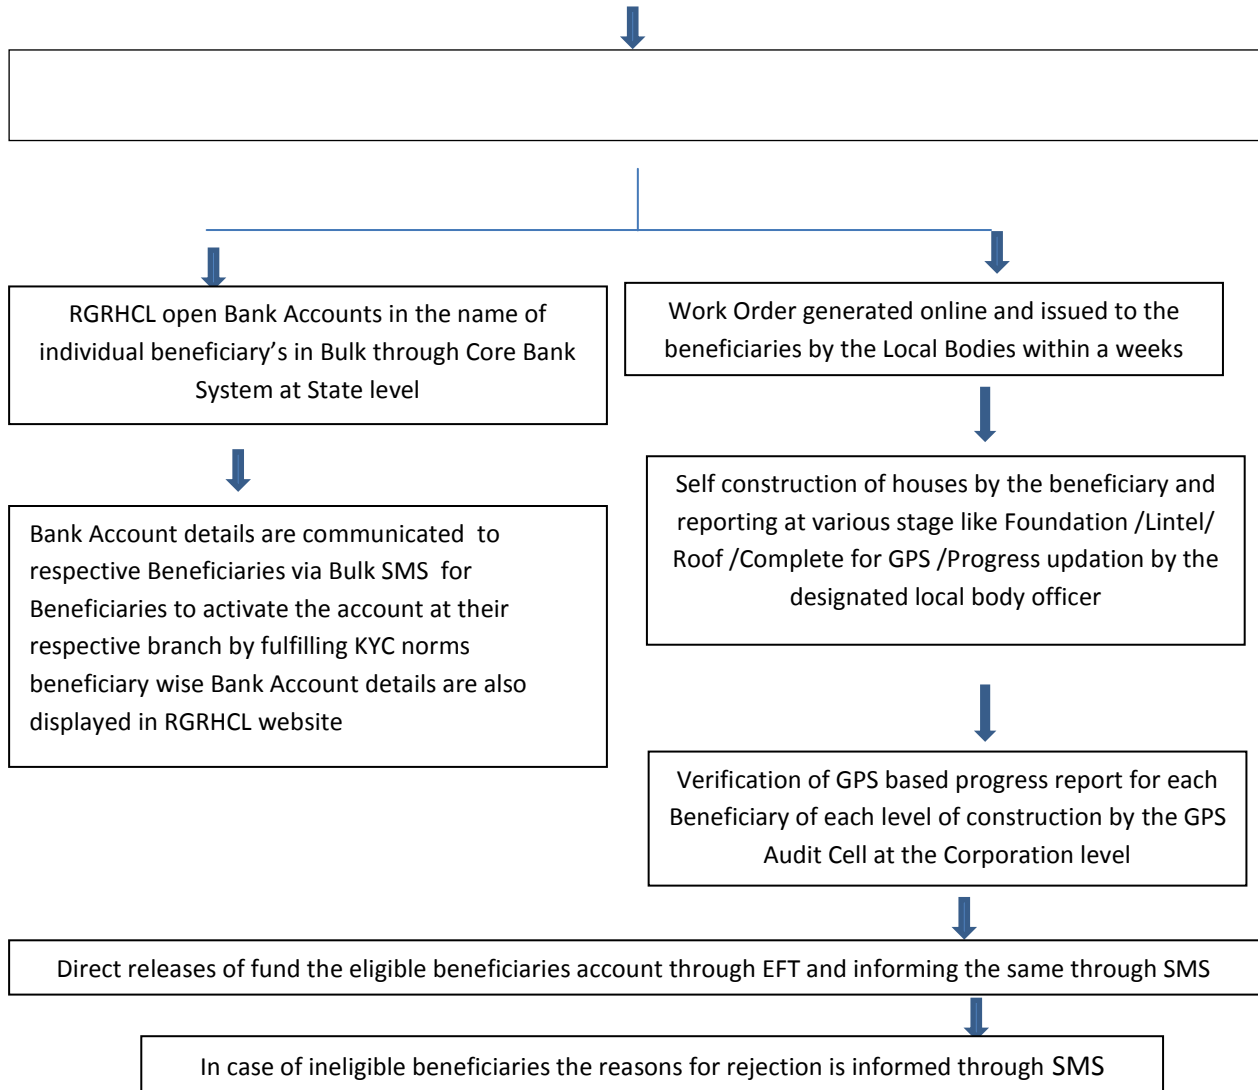 RGRHCL open Bank Accounts in the name of
individual beneficiary’s in Bulk through Core Bank
System at State level
Bank Account details are communicated to
respective Beneficiaries via Bulk SMS for
Beneficiaries to activate the account at their
respective branch by fulfilling KYC norms
beneficiary wise Bank Account details are also
displayed in RGRHCL website
Work Order generated online and issued to the
beneficiaries by the Local Bodies within a weeks
Self construction of houses by the beneficiary and
reporting at various stage like Foundation /Lintel/
Roof /Complete for GPS /Progress updation by the
designated local body officer
Verification of GPS based progress report for each
Beneficiary of each level of construction by the GPS
Audit Cell at the Corporation level
Direct releases of fund the eligible beneficiaries account through EFT and informing the same through SMS
In case of ineligible beneficiaries the reasons for rejection is informed through SMS